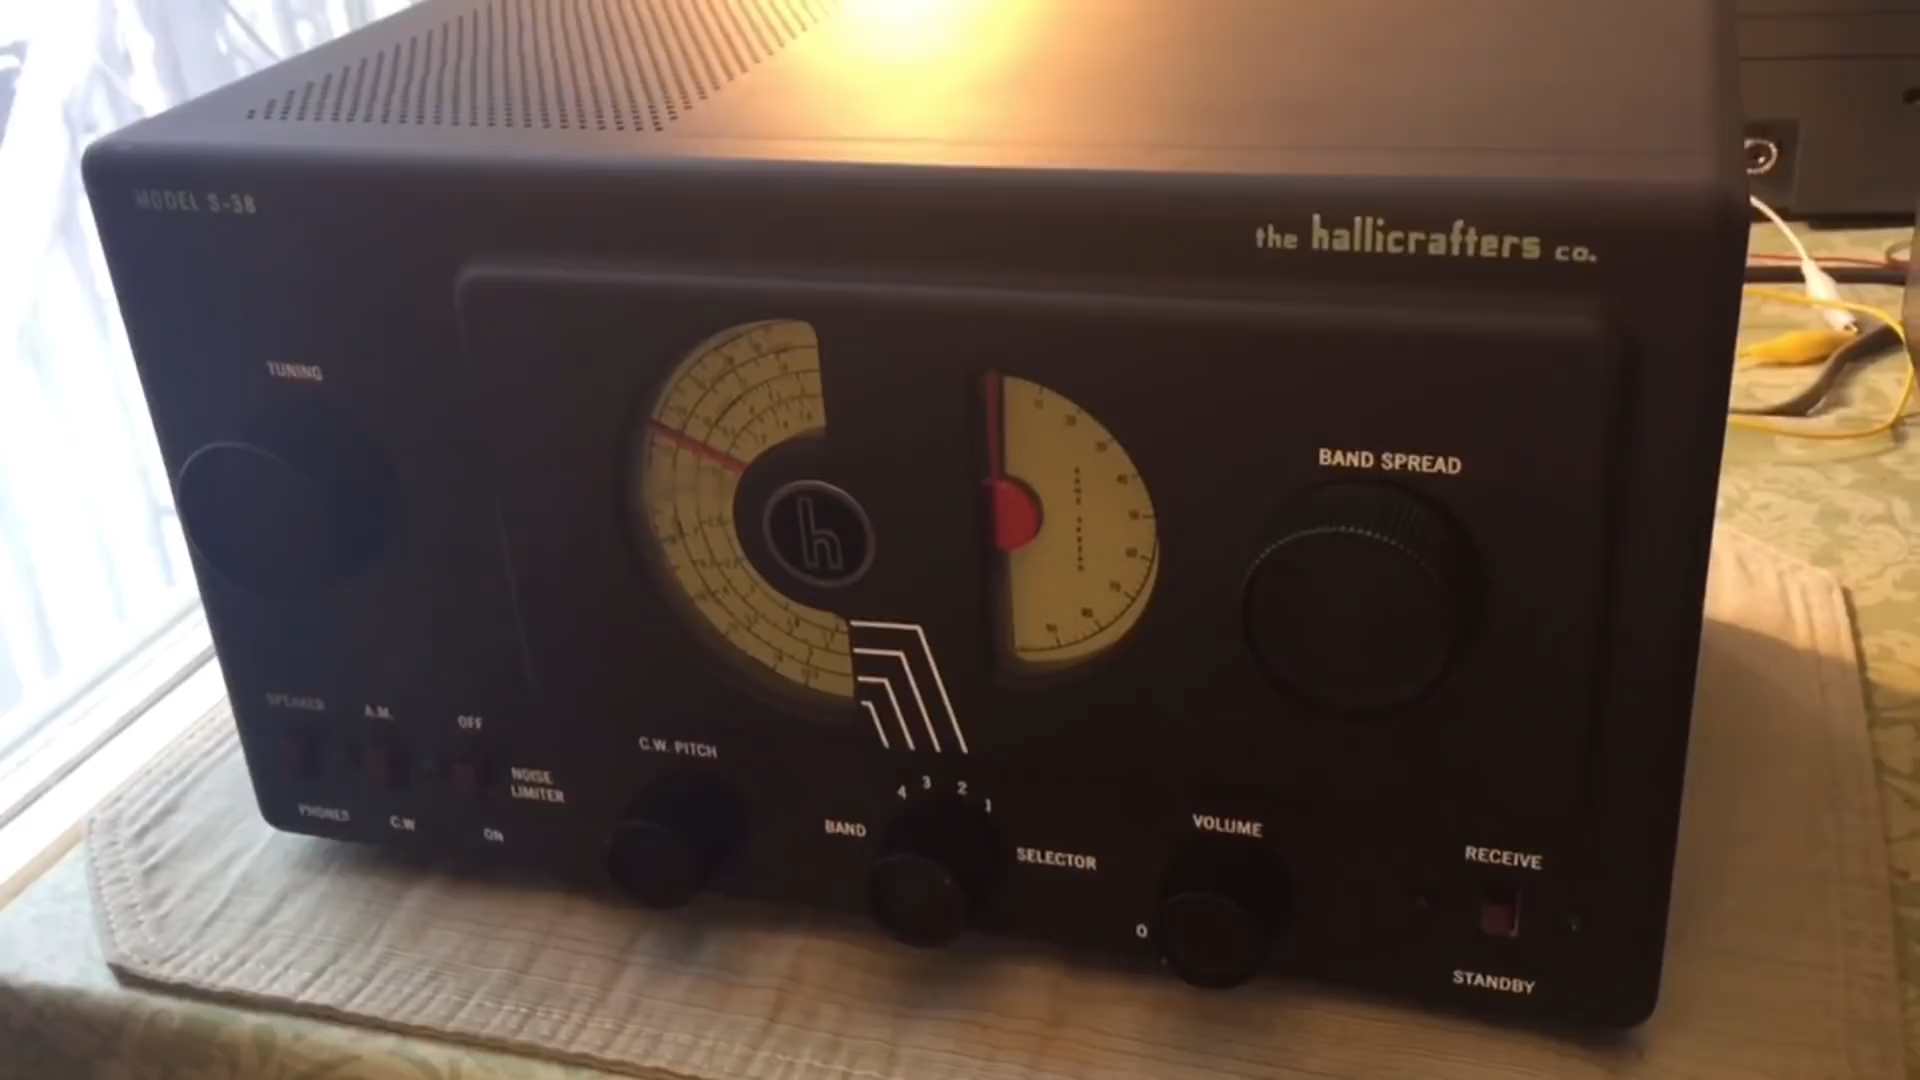 MODEL S-38
the hallicrafters co.
TUNING
BAND SPREAD
h
SPEAKER
A.M.
OFF
NOISE
LIMITER
PHONES
C.W
ON
C.W. PITCH
4 3 2 1
BAND
SELECTOR
VOLUME
0
RECEIVE
STANDBY